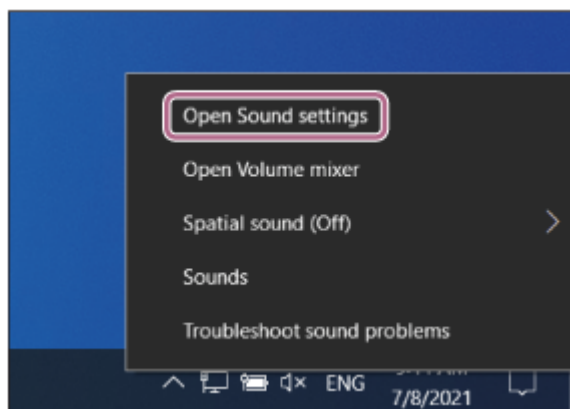 Open Sound settings
Open Volume mixer
Spatial sound (Off)
Sounds
Troubleshoot sound problems
ENG
7/8/2021